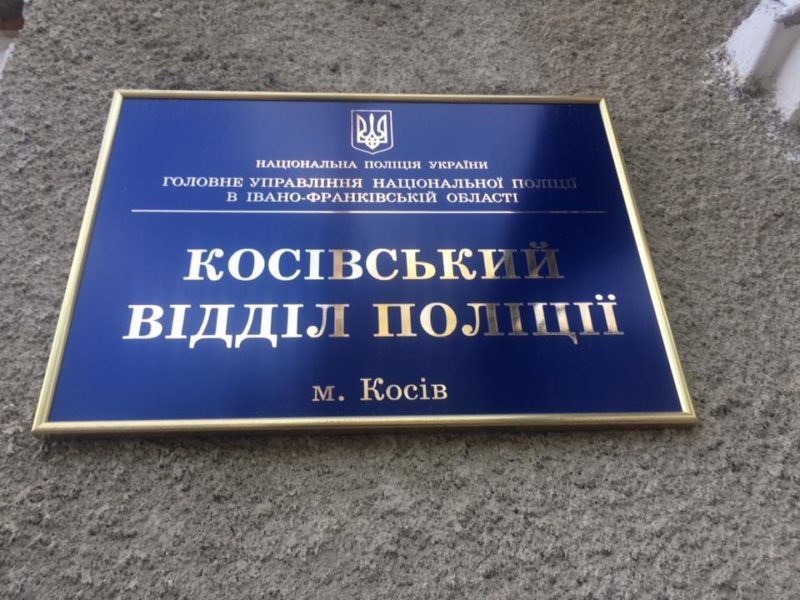 НАЦІОНАЛЬНА ПОЛІЦІЯ УКРАЇНИ
ГОЛОВНЕ УПРАВЛІННЯ НАЦІОНАЛЬНОЇ ПОЛІЦІЇ
В ІВАНО-ФРАНКІВСЬКІЙ ОБЛАСТІ
КОСІВСЬКИЙ
ВІДДІЛ ПОЛІЦІЇ
м. Косів